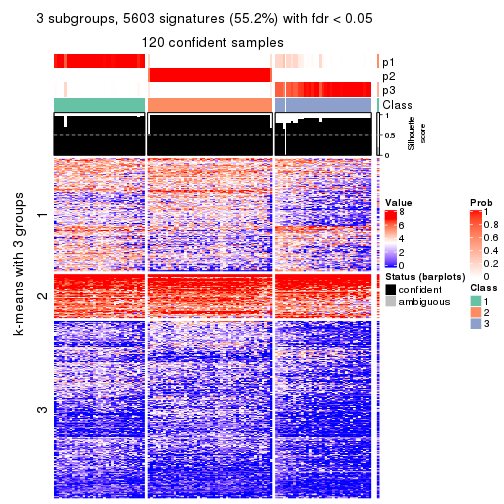 3 subgroups, 5603 signatures (55.2%) with fdr < 0.05
120 confident samples
p1
p2
p3
Class
1
0.5
0
Silhouette
score
k-means with 3 groups
1
2
3
Value
8
6
4
2
0
Status (barplots)
confident
ambiguous
Prob
1
0.8
0.6
0.4
0.2
0
Class
1
2
3